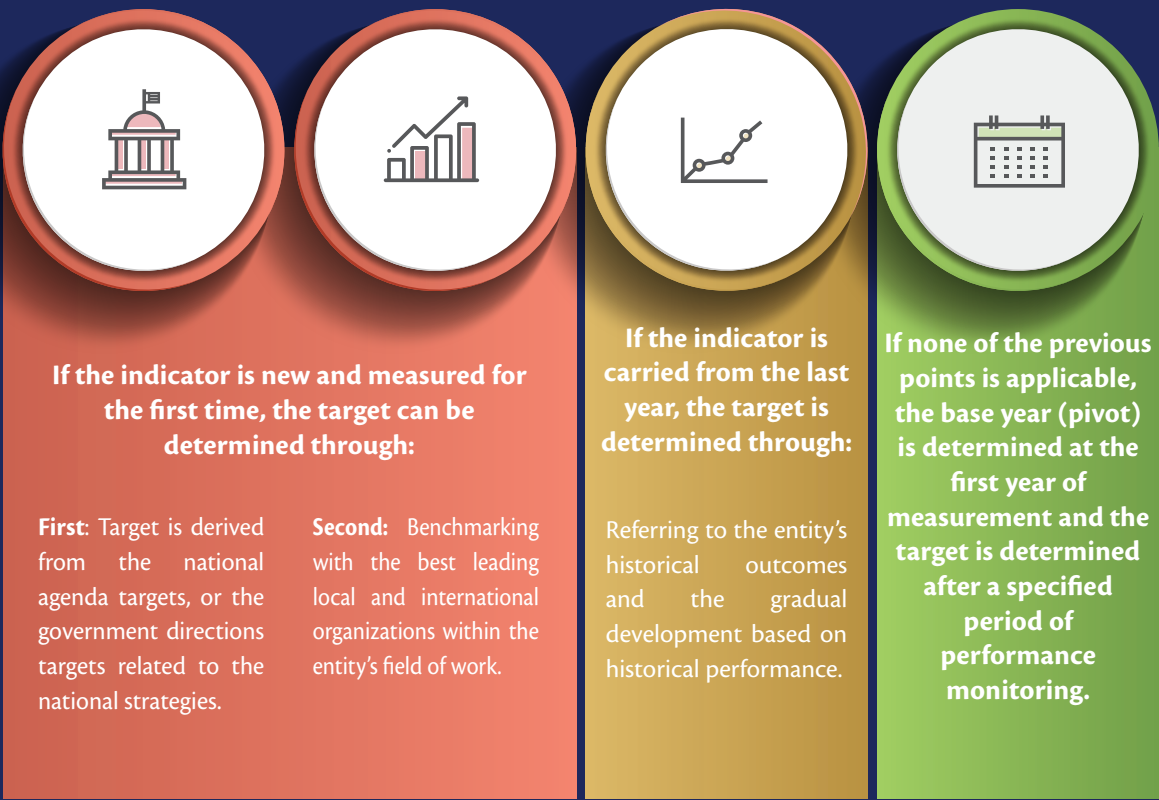 If the indicator is new and measured for
the first time, the target can be
determined through:
First: Target is derived
from the national
agenda targets, or the
government directions
targets related to the
national strategies.
Second: Benchmarking
with the best leading
local and international
organizations within the
entity’s field of work.
If the indicator is
carried from the last
year, the target is
determined through:
Referring to the entity’s
historical outcomes
and the gradual
development based on
historical performance.
If none of the previous
points is applicable,
the base year (pivot)
is determined at the
first year of
measurement and the
target is determined
after a specified
period of
performance
monitoring.